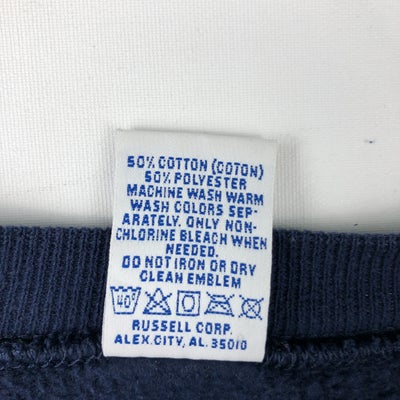 50% COTTON (COTON)
50% POLYESTER
MACHINE WASH WARM
WASH COLORS SEP-
ARATELY. ONLY NON-
CHLORINE BLEACH WHEN
NEEDED.
DO NOT IRON OR DRY
CLEAN EMBLEM
40°
RUSSELL CORP.
ALEX.CITY, AL. 35010